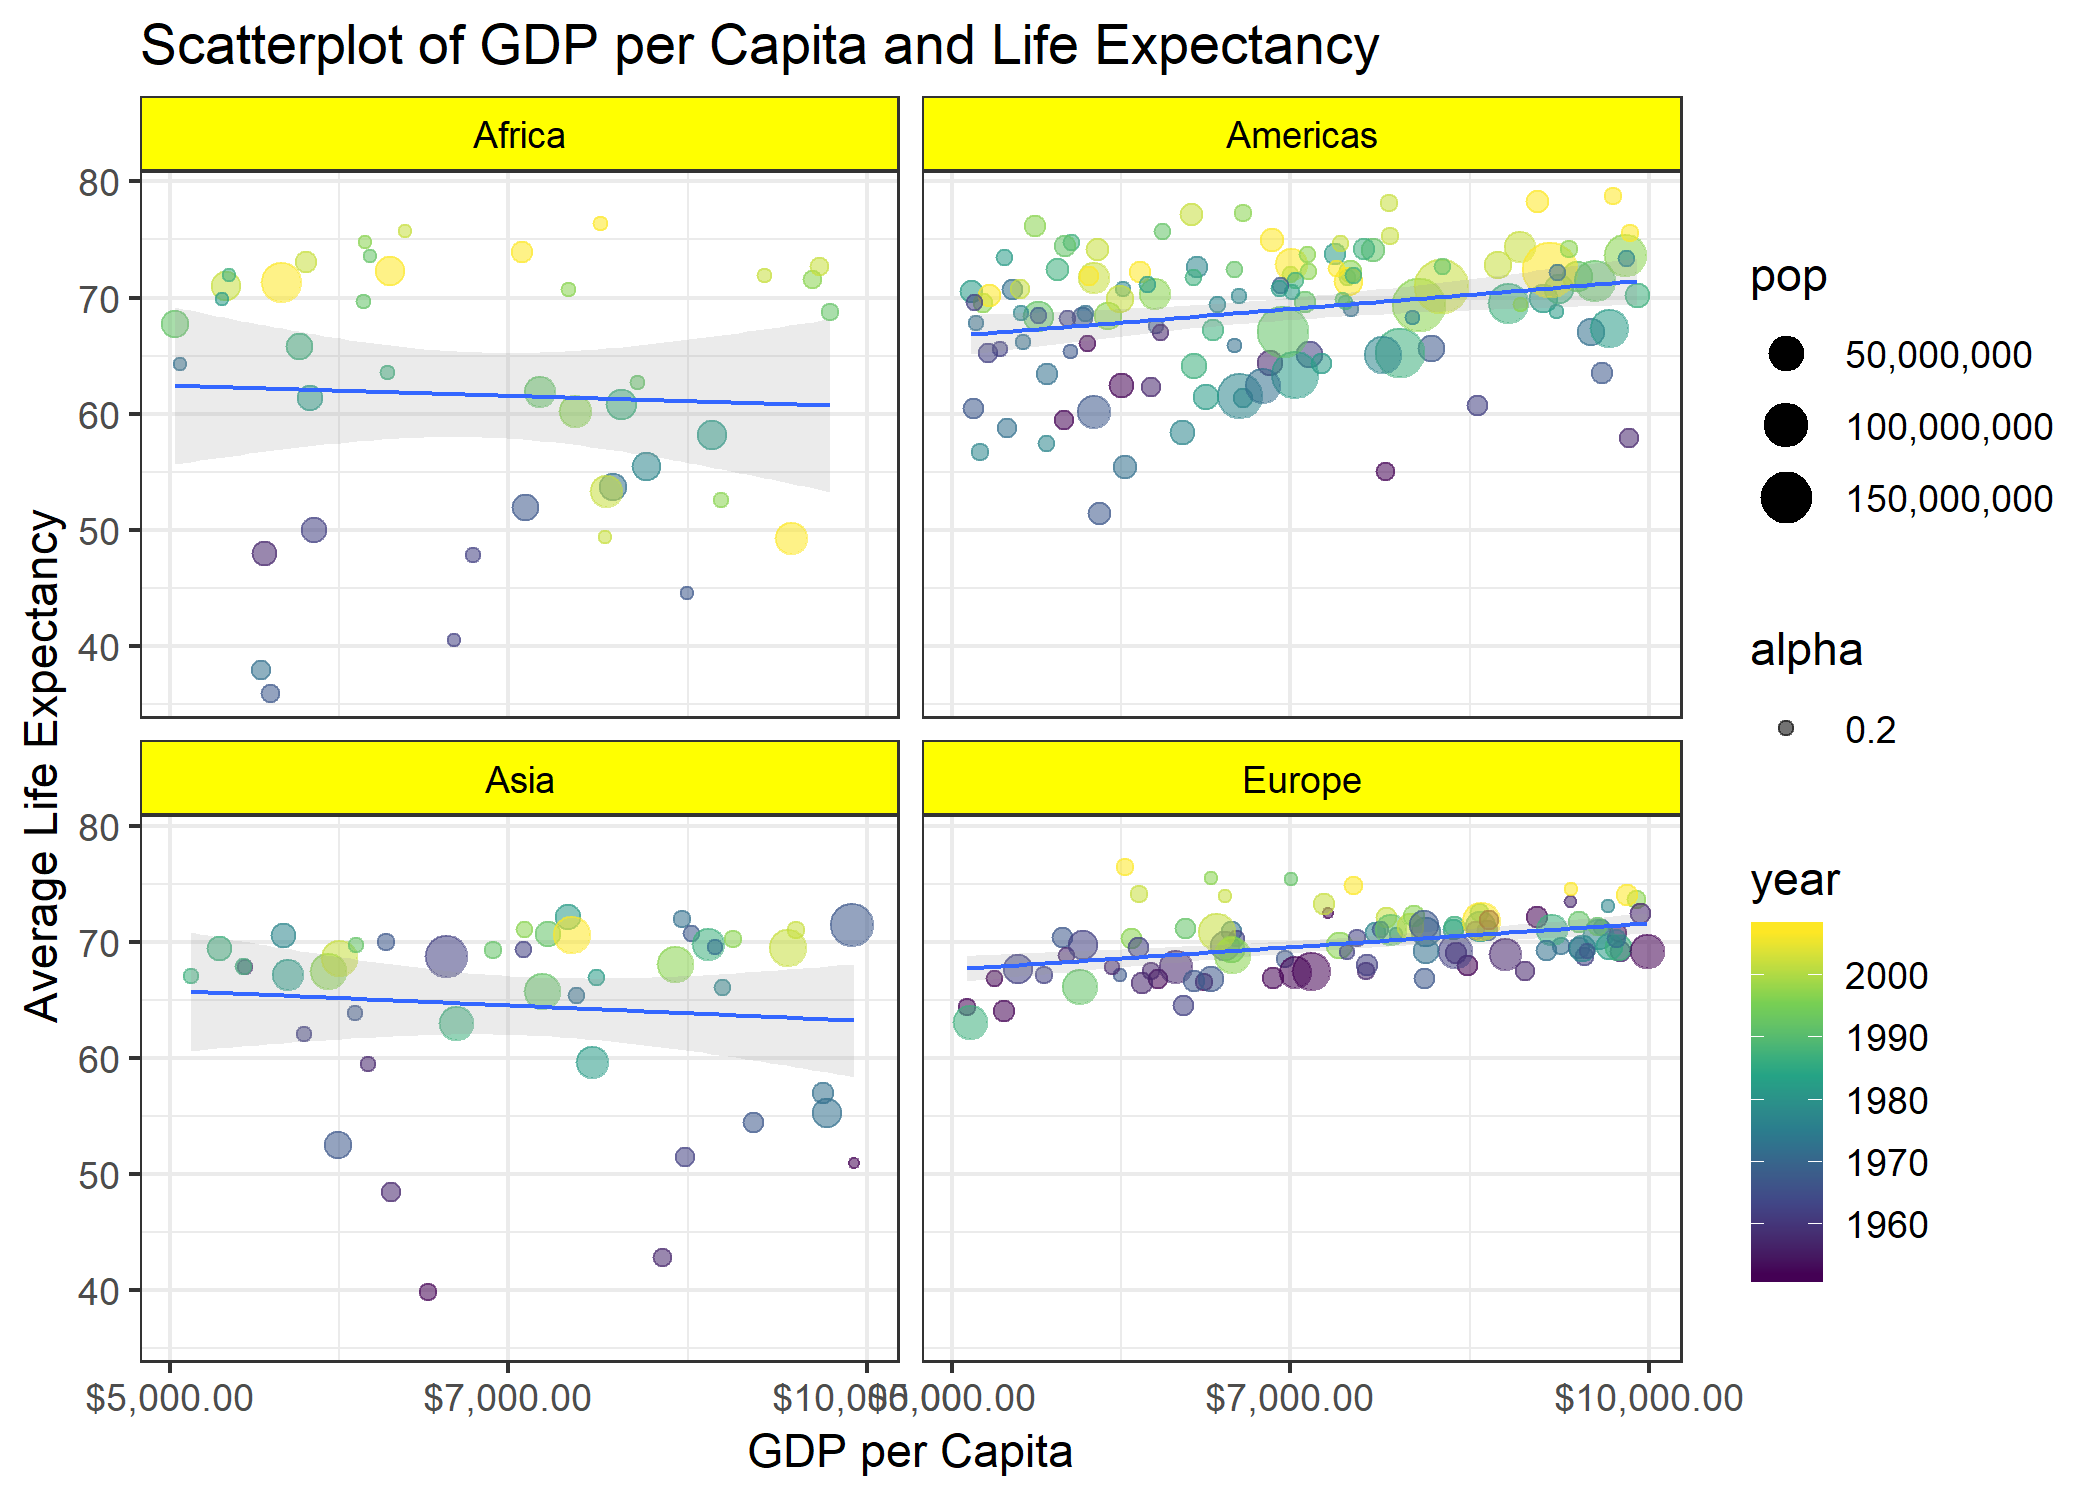 Scatterplot of GDP per Capita and Life Expectancy
Africa
Americas
80
70
60
50
40
Asia
Europe
80
70
60
50
40
$5,000.00
$7,000.00
$10,000.00
$5,000.00
$7,000.00
$10,000.00
GDP per Capita
Average Life Expectancy
pop
50,000,000
100,000,000
150,000,000
alpha
0.2
year
2000
1990
1980
1970
1960